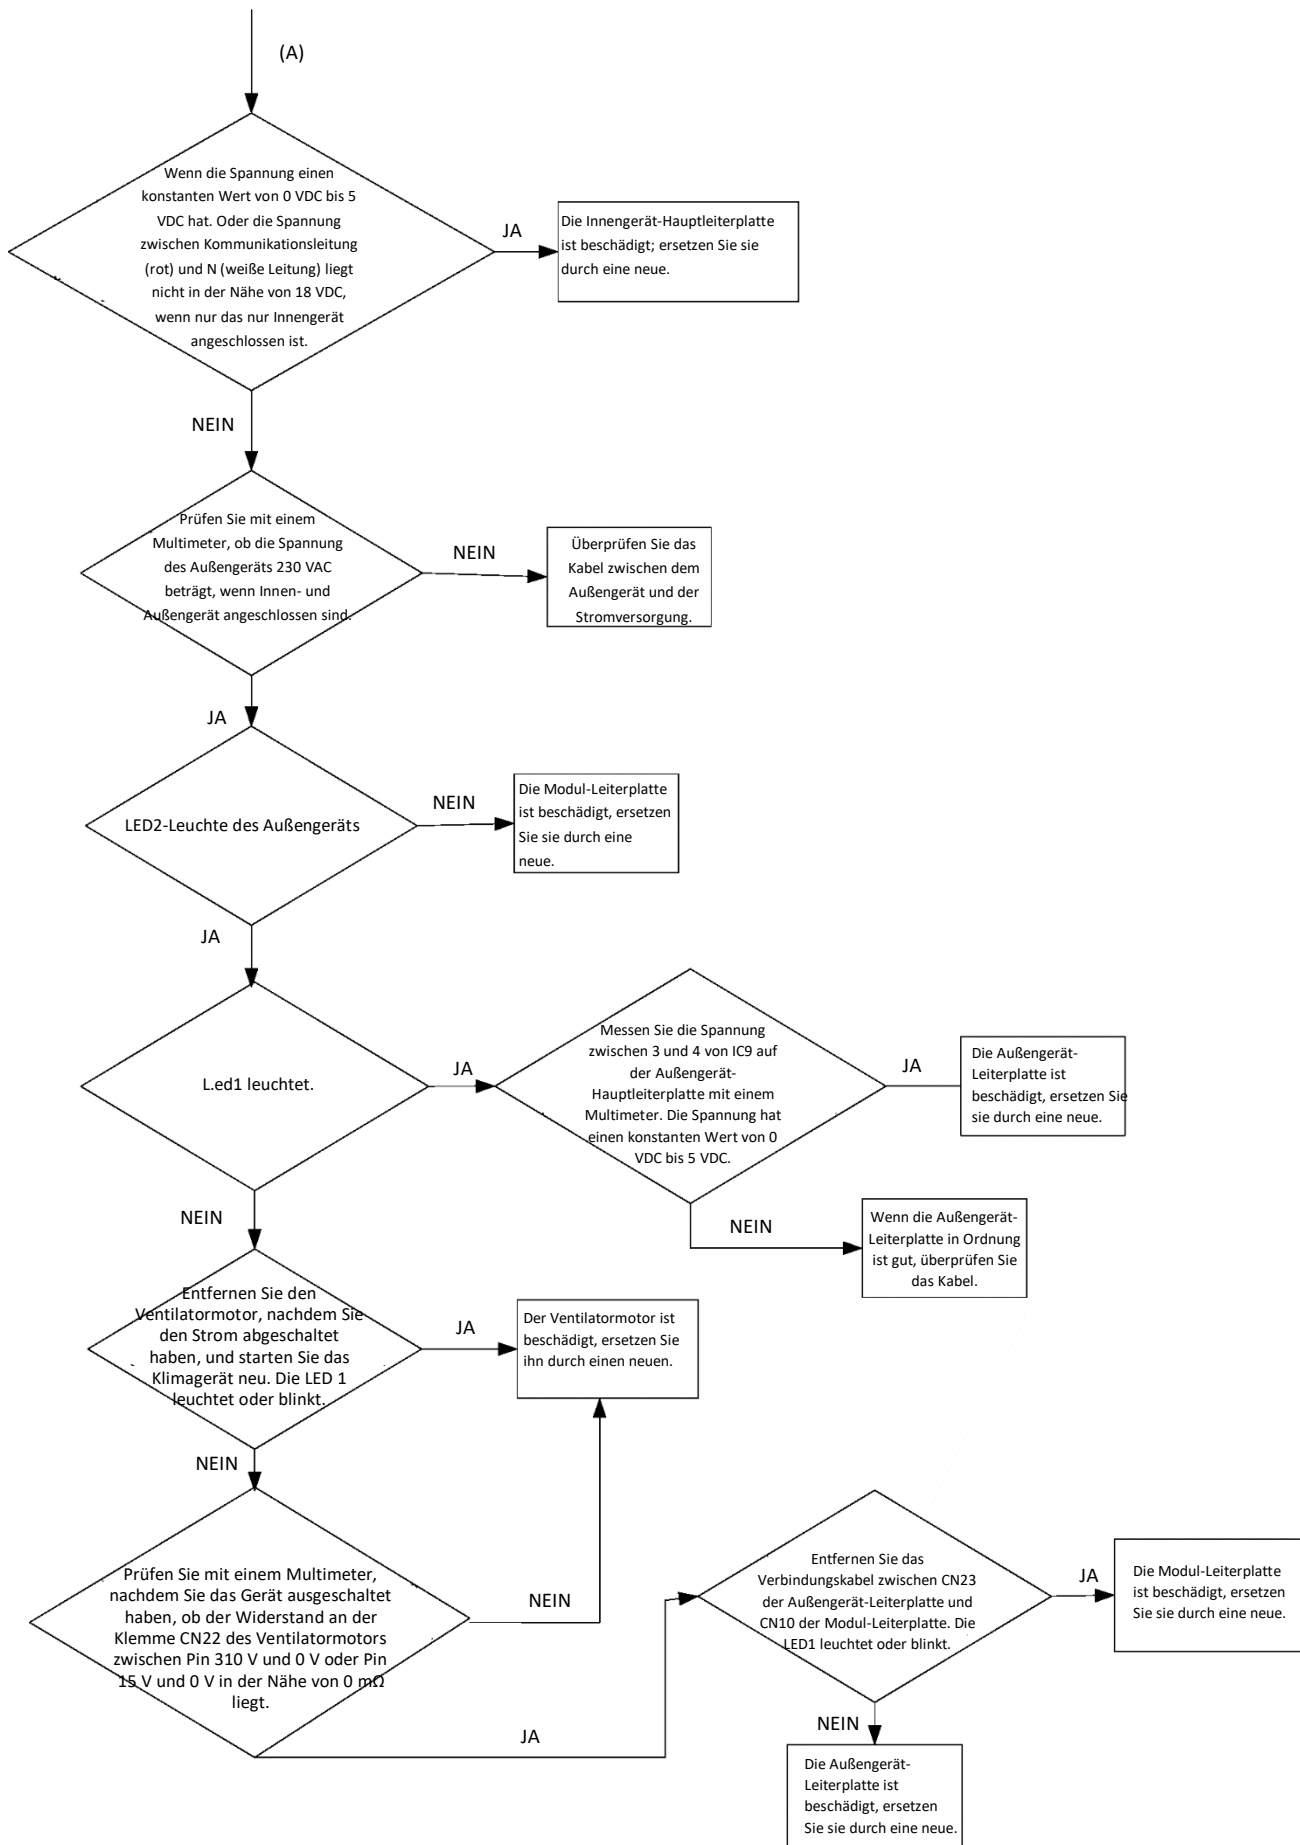 (A)
Wenn die Spannung einen
konstanten Wert von 0 VDC bis 5
VDC hat. Oder die Spannung
zwischen Kommunikationsleitung
(rot) und N (weiße Leitung) liegt
nicht in der Nähe von 18 VDC,
wenn nur das nur Innengerät
angeschlossen ist.
JA
Die Innengerät-Hauptleiterplatte
ist beschädigt; ersetzen Sie sie
durch eine neue.
NEIN
Prüfen Sie mit einem
Multimeter, ob die Spannung
des Außengeräts 230 VAC
beträgt, wenn Innen- und
Außengerät angeschlossen sind.
NEIN
Überprüfen Sie das
Kabel zwischen dem
Außengerät und der
Stromversorgung.
JA
LED2-Leuchte des Außengeräts
NEIN
Die Modul-Leiterplatte
ist beschädigt, ersetzen
Sie sie durch eine
neue.
JA
L.ed1 leuchtet.
JA
Messen Sie die Spannung
zwischen 3 und 4 von IC9 auf
der Außengerät-
Hauptleiterplatte mit einem
Multimeter. Die Spannung hat
einen konstanten Wert von 0
VDC bis 5 VDC.
JA
Die Außengerät-
Leiterplatte ist
beschädigt, ersetzen Sie
sie durch eine neue.
NEIN
Wenn die Außengerät-
Leiterplatte in Ordnung
ist gut, überprüfen Sie
das Kabel.
NEIN
Entfernen Sie den
Ventilatormotor, nachdem Sie
den Strom abgeschaltet
haben, und starten Sie das
Klimagerät neu. Die LED 1
leuchtet oder blinkt.
JA
Der Ventilatormotor ist
beschädigt, ersetzen Sie
ihn durch einen neuen.
NEIN
Prüfen Sie mit einem Multimeter,
nachdem Sie das Gerät ausgeschaltet
haben, ob der Widerstand an der
Klemme CN22 des Ventilatormotors
zwischen Pin 310 V und 0 V oder Pin
15 V und 0 V in der Nähe von 0 mΩ
liegt.
NEIN
JA
Entfernen Sie das
Verbindungskabel zwischen CN23
der Außengerät-Leiterplatte und
CN10 der Modul-Leiterplatte. Die
LED1 leuchtet oder blinkt.
JA
Die Modul-Leiterplatte
ist beschädigt, ersetzen
Sie sie durch eine neue.
NEIN
Die Außengerät-
Leiterplatte ist
beschädigt, ersetzen
Sie sie durch eine neue.